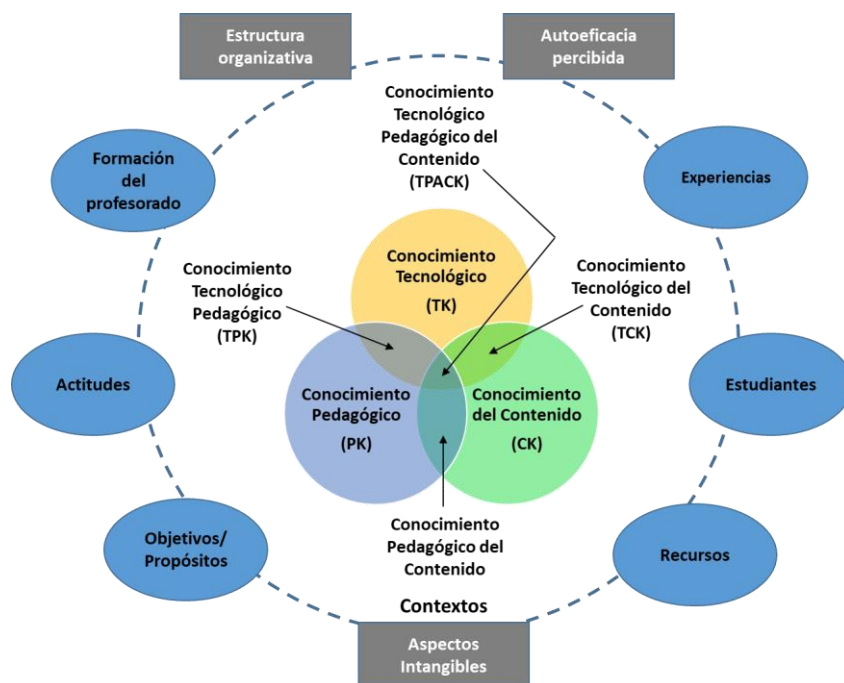 Estructura
organizativa
Autoeficacia
percibida
Conocimiento
Tecnológico
Pedagógico del
Contenido
(TPACK)
Formación
del
profesorado
Experiencias
Conocimiento
Tecnológico
Pedagógico
(TPK)
Conocimiento
Tecnológico
(TK)
Conocimiento
Tecnológico del
Contenido
(TCK)
Actitudes
Conocimiento
Pedagógico
(PK)
Conocimiento
del Contenido
(CK)
Estudiantes
Objetivos/
Propósitos
Conocimiento
Pedagógico del
Contenido
Recursos
Contextos
Aspectos
Intangibles